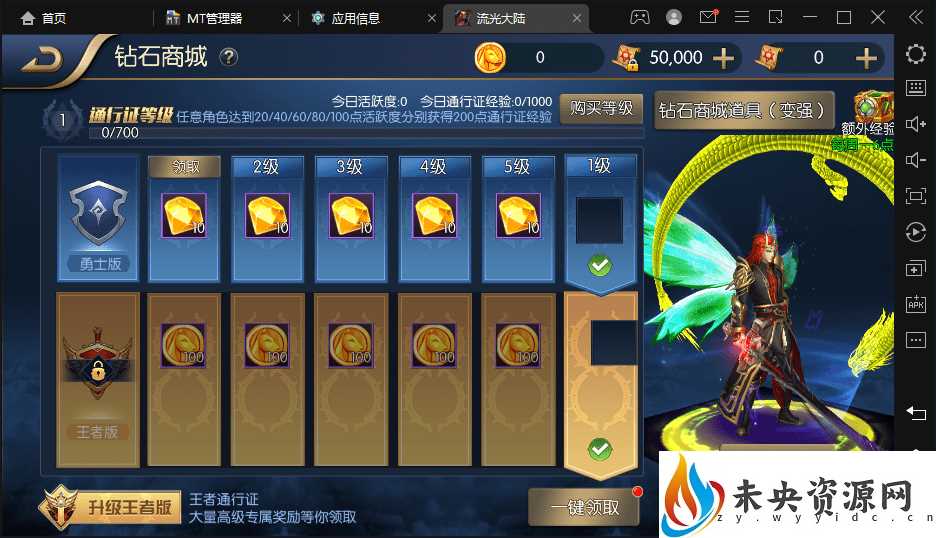 首页
MT管理器
应用信息
流光大陆
钻石商城 ?
0
50,000
0
1
通行证等级
0/700
今日活跃度:0 今日通行证经验:0/1000
任意角色达到20/40/60/80/100点活跃度分别获得200点通行证经验
购买等级
钻石商城道具（变强）
额外经验
勇士版
领取
2级
3级
4级
5级
1级
10
10
10
10
10
王者版
100
100
100
100
100
升级王者版
王者通行证
大量高级专属奖励等你领取
一键领取
APK
未央资源网
zy.wyyidc.cn